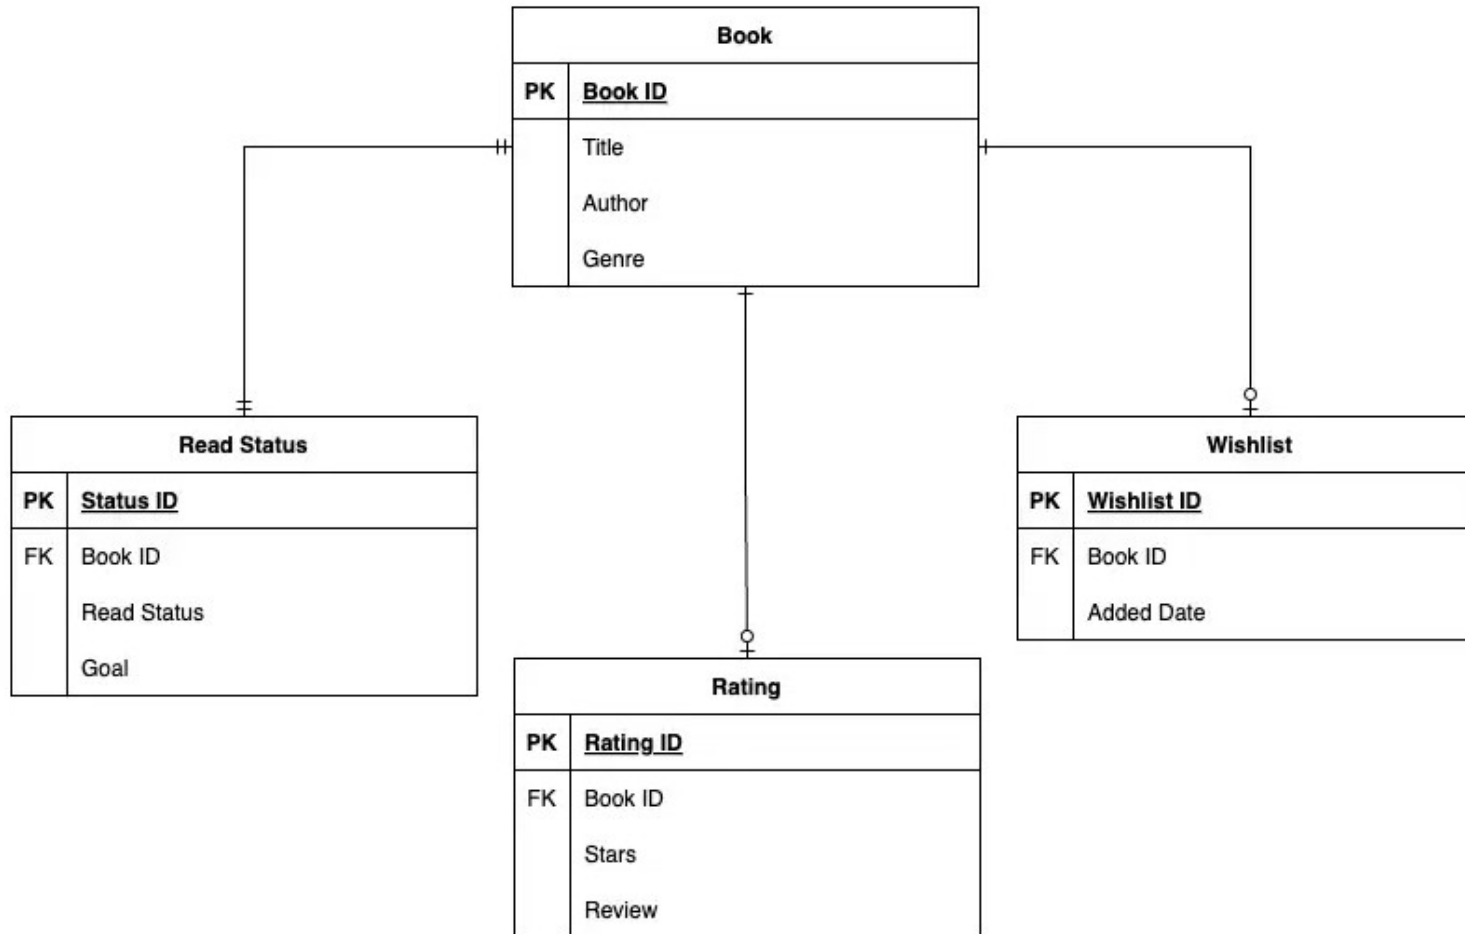 Book
PK Book ID
Title
Author
Genre
Read Status
PK Status ID
FK Book ID
Read Status
Goal
Rating
PK Rating ID
FK Book ID
Stars
Review
Wishlist
PK Wishlist ID
FK Book ID
Added Date